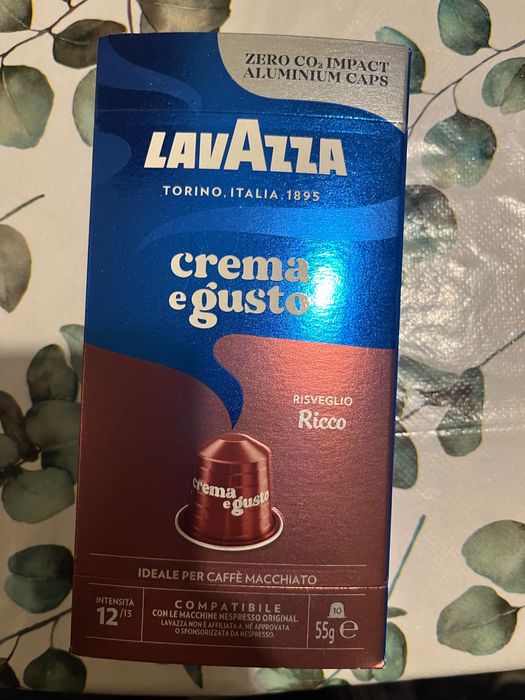 ZERO CO₂ IMPACT
ALUMINIUM CAPS
LAVAZZA
TORINO, ITALIA, 1895
crema
e gusto
RISVEGLIO
Ricco
crema
e gusto
IDEALE PER CAFFÈ MACCHIATO
INTENSITÀ
12/13
COMPATIBILE
CON LE MACCHINE NESPRESSO ORIGINAL.
LAVAZZA NON È AFFILIATA A, NÉ APPROVATA
O SPONSORIZZATA DA NESPRESSO.
10
55g e